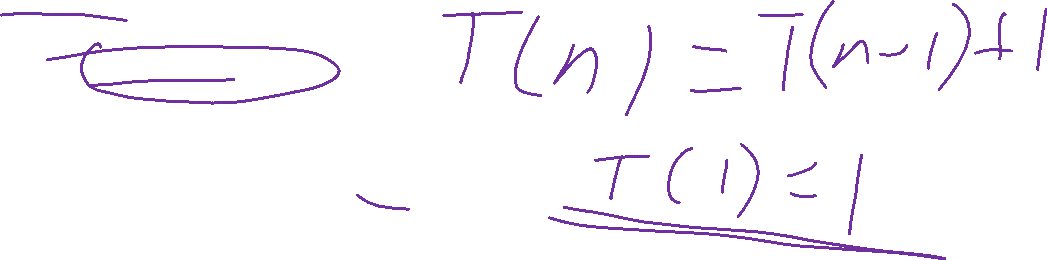 T(n) = T(n-1)+1
T(1) = 1